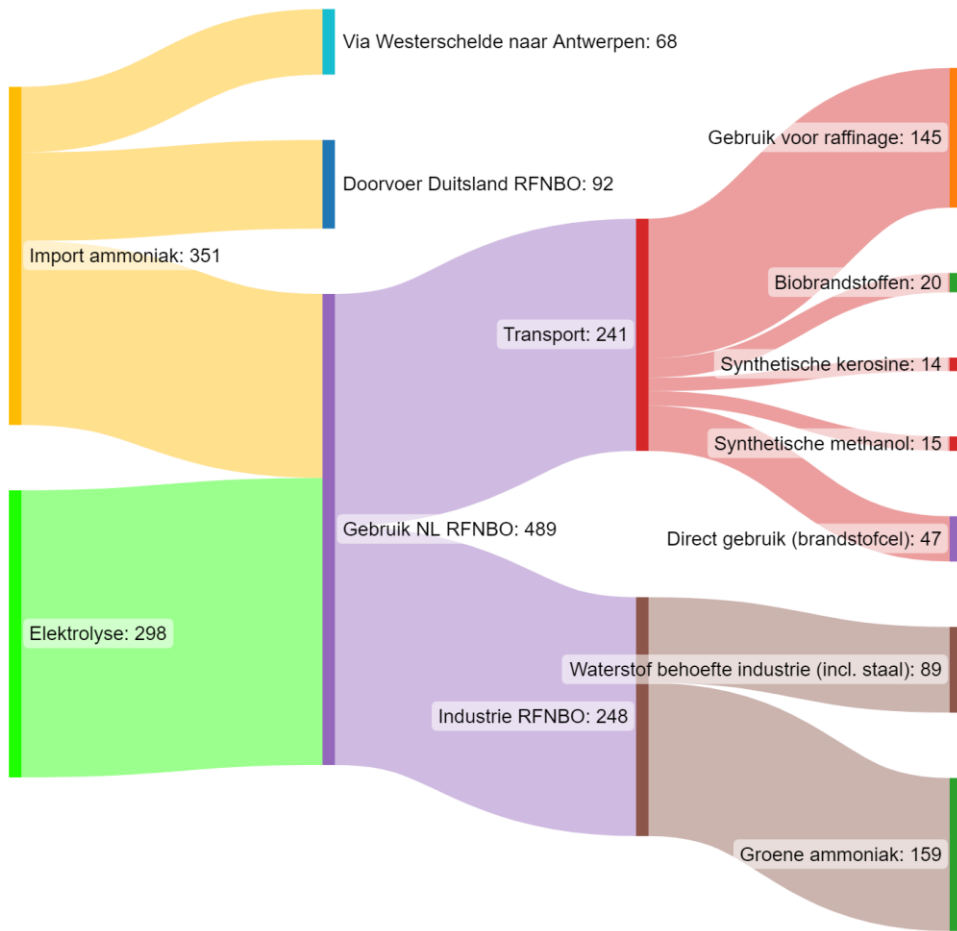 Via Westerschelde naar Antwerpen: 68
Doorvoer Duitsland RFNBO: 92
Import ammoniak: 351
Elektrolyse: 298
Gebruik NL RFNBO: 489
Transport: 241
Industrie RFNBO: 248
Gebruik voor raffinage: 145
Biobrandstoffen: 20
Synthetische kerosine: 14
Synthetische methanol: 15
Direct gebruik (brandstofcel): 47
Waterstof behoefte industrie (incl. staal): 89
Groene ammoniak: 159